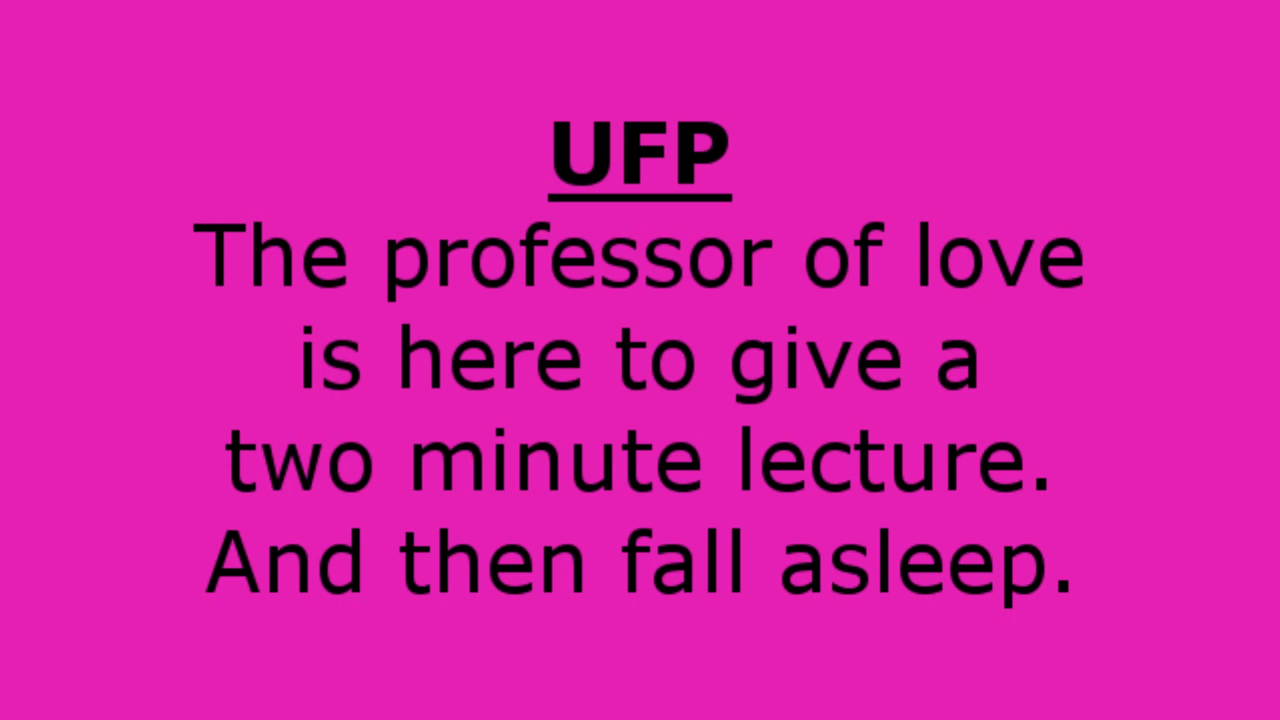 UFP
The professor of love
is here to give a
two minute lecture.
And then fall asleep.